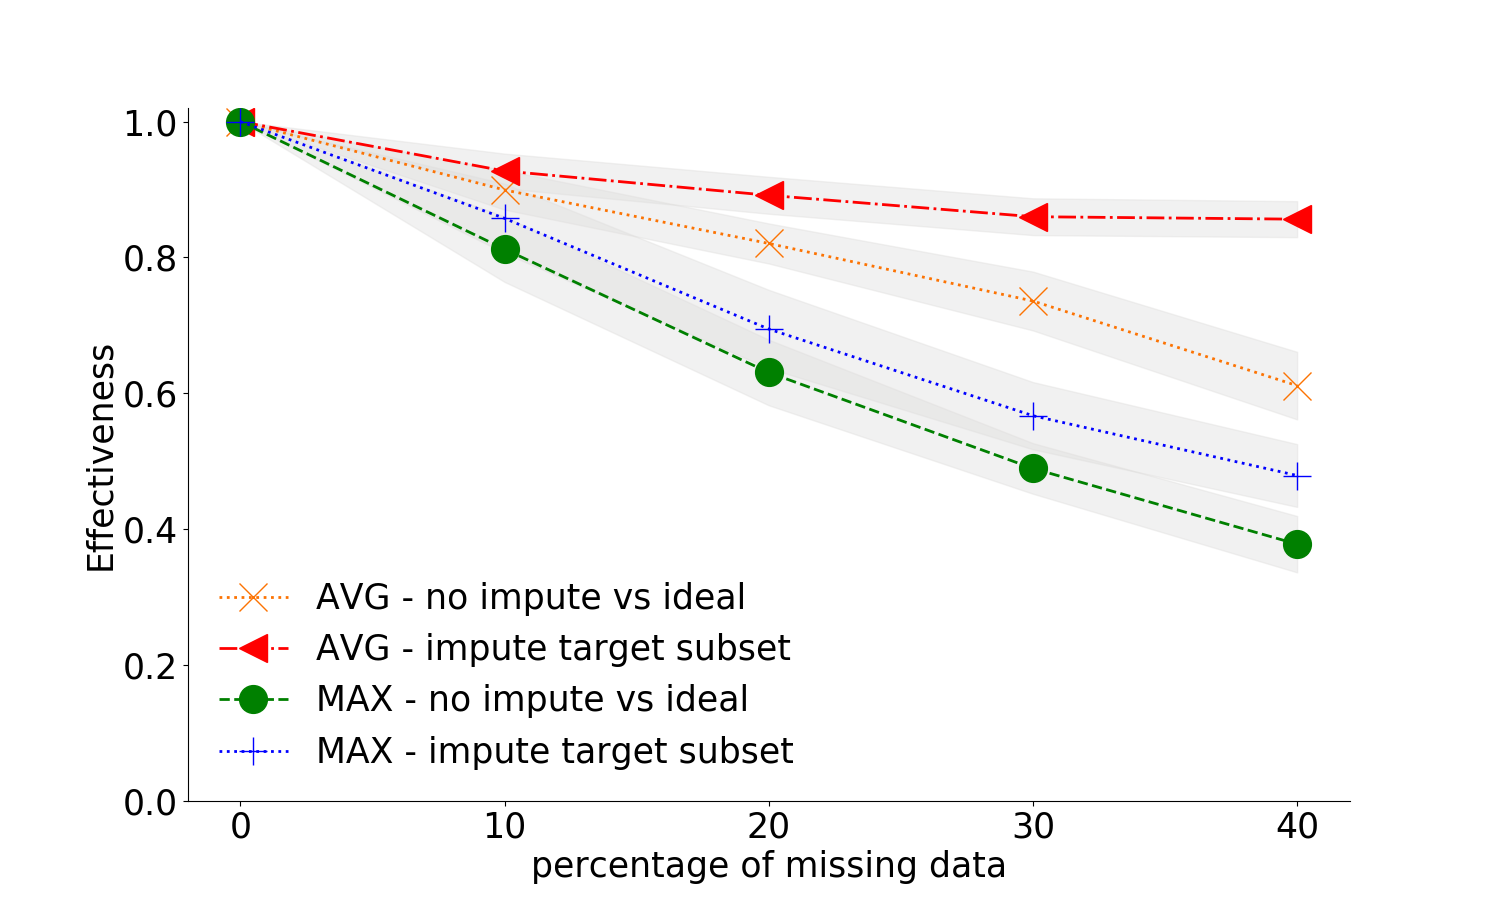 1.0
0.8
0.6
0.4
0.2
0.0
Effectiveness
AVG - no impute vs ideal
AVG - impute target subset
MAX - no impute vs ideal
MAX - impute target subset
0 10 20 30 40
percentage of missing data